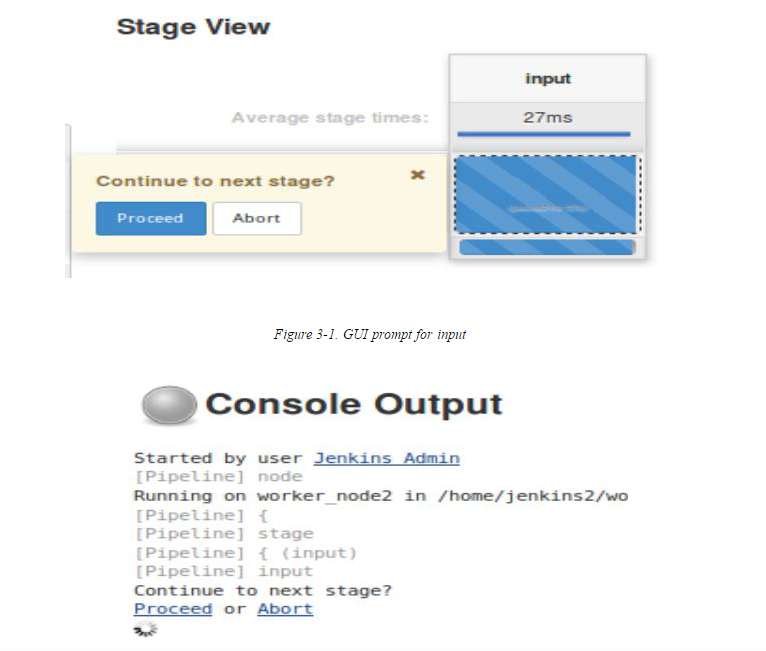 Stage View
input
Average stage times:
27ms
Continue to next stage?
Proceed
Abort
Figure 3-1. GUI prompt for input
Console Output
Started by user Jenkins Admin
[Pipeline] node
Running on worker_node2 in /home/jenkins2/wo
[Pipeline] {
[Pipeline] stage
[Pipeline] { (input)
[Pipeline] input
Continue to next stage?
Proceed or Abort